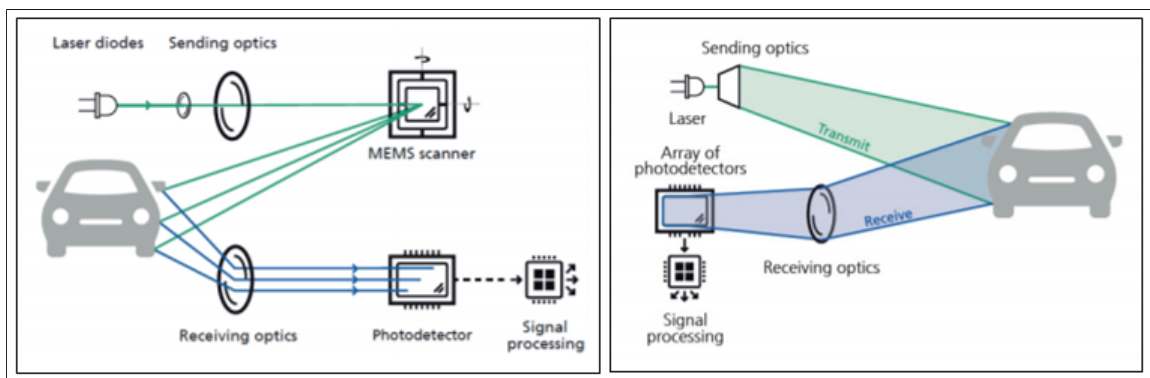 Laser diodes
Sending optics
MEMS scanner
Receiving optics
Photodetector
Signal
processing
Sending optics
Laser
Transmit
Array of
photodetectors
Receive
Receiving optics
Signal
processing